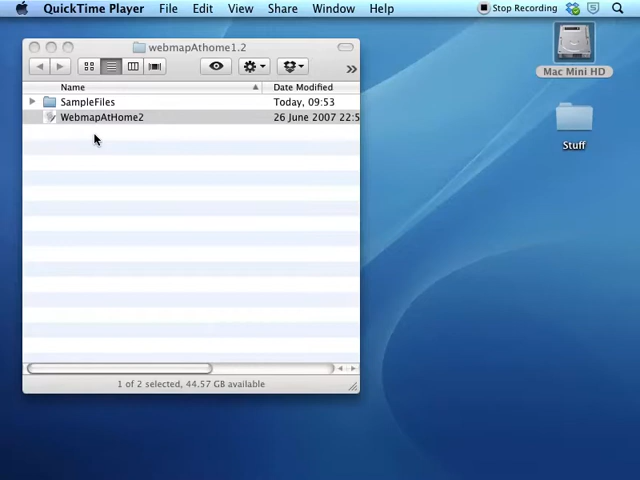 QuickTime Player File Edit View Share Window Help Stop Recording
webmapAthome1.2
Name Date Modified
SampleFiles Today, 09:53
WebmapAtHome2 26 June 2007 22:5
1 of 2 selected, 44.57 GB available
Mac Mini HD
Stuff